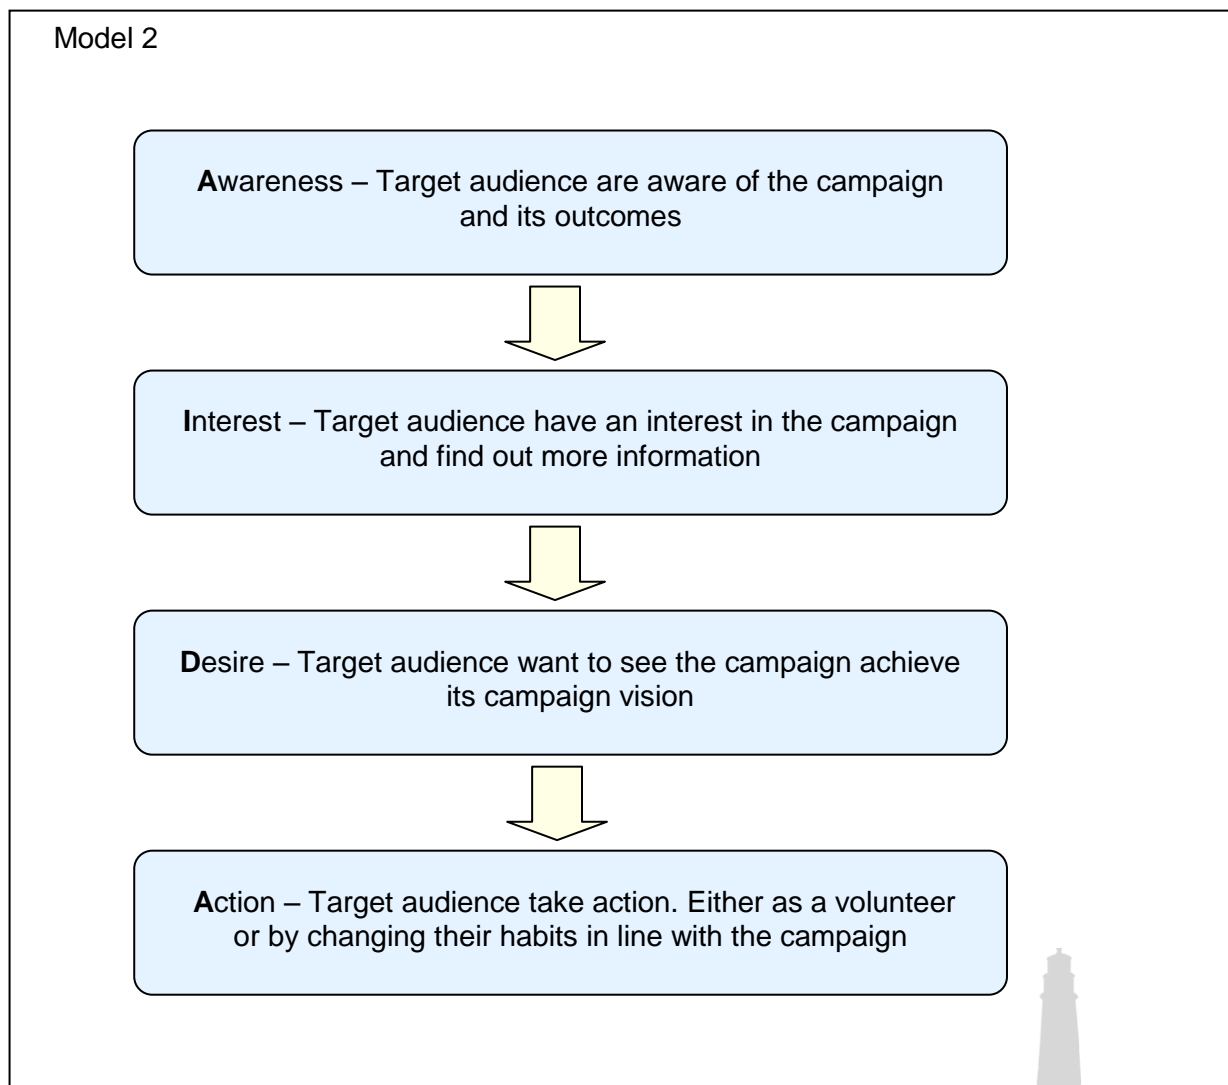 Model 2
Awareness – Target audience are aware of the campaign
and its outcomes
Interest – Target audience have an interest in the campaign
and find out more information
Desire – Target audience want to see the campaign achieve
its campaign vision
Action – Target audience take action. Either as a volunteer
or by changing their habits in line with the campaign